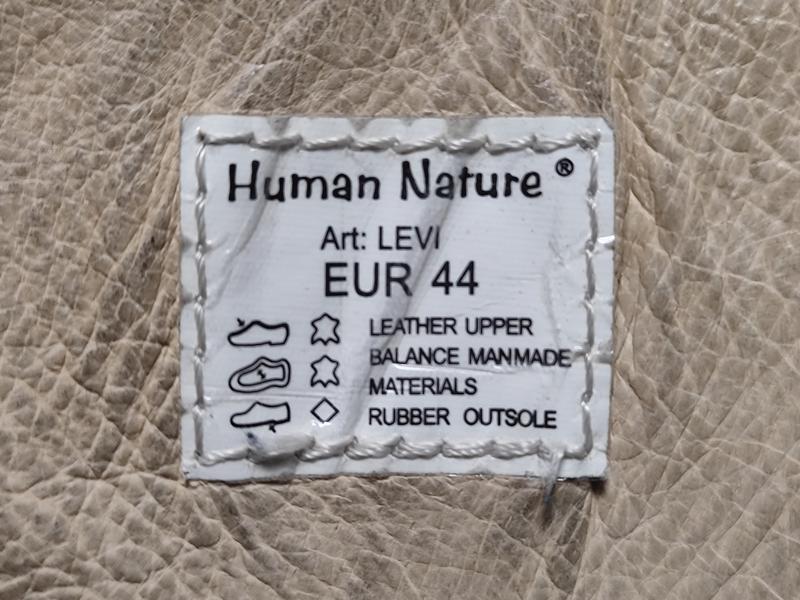 Human Nature ®
Art: LEVI
EUR 44
LEATHER UPPER
BALANCE MANMADE
MATERIALS
RUBBER OUTSOLE